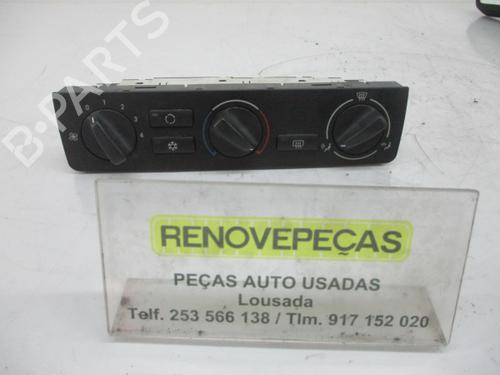 B-PARTS
0 1 2 3 4
RENOVEPEÇAS
PEÇAS AUTO USADAS
Lousada
Telf. 253 566 138 / Tlm. 917 152 020